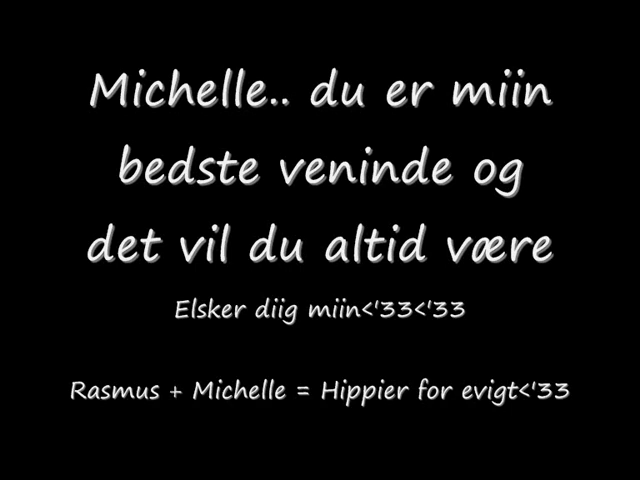 Michelle.. du er miin
bedste veninde og
det vil du altid være
Elsker diig miin<'33<'33
Rasmus + Michelle = Hippier for evigt<'33